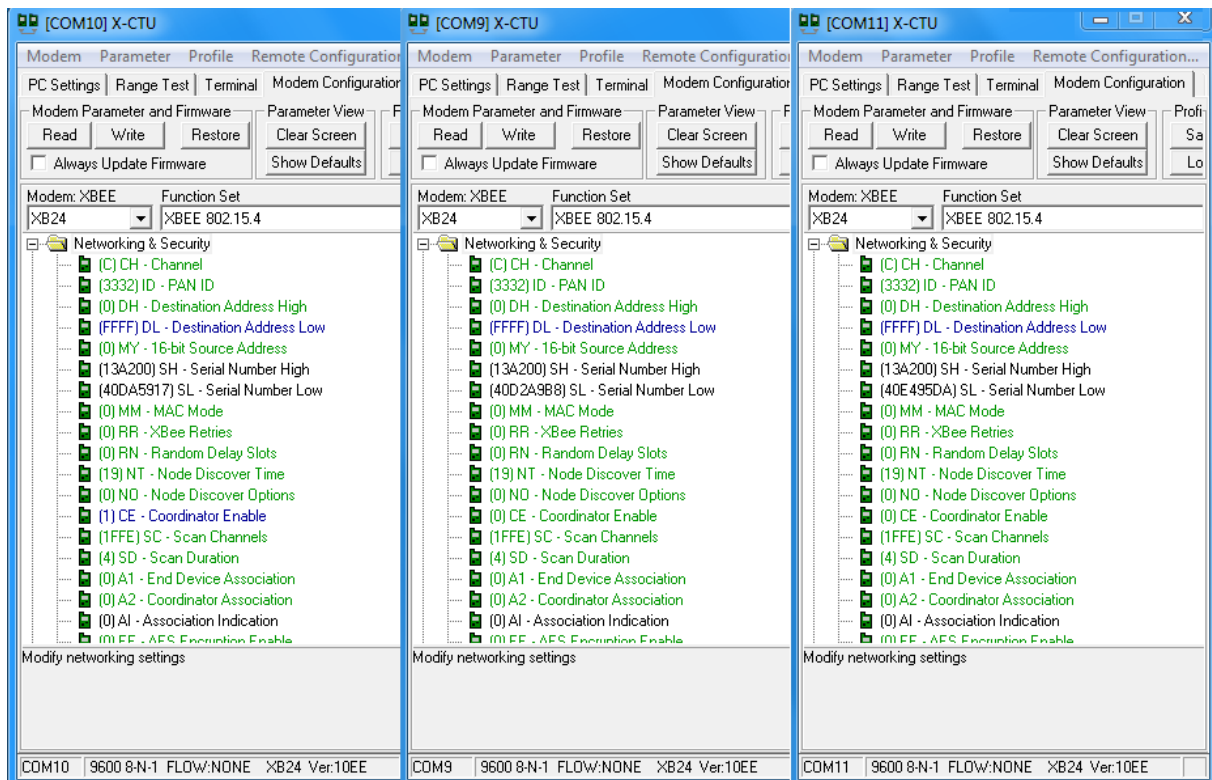 [COM10] X-CTU
Modem Parameter Profile Remote Configuration
PC Settings Range Test Terminal Modem Configuration
Modem Parameter and Firmware Parameter View F
Read Write Restore Clear Screen
Always Update Firmware Show Defaults
Modem: XBEE Function Set
XB24 XBEE 802.15.4
Networking & Security
(C) CH - Channel
(3332) ID - PAN ID
(0) DH - Destination Address High
(FFFF) DL - Destination Address Low
(0) MY - 16-bit Source Address
(13A200) SH - Serial Number High
(40DA5917) SL - Serial Number Low
(0) MM - MAC Mode
(0) RR - XBee Retries
(0) RN - Random Delay Slots
(19) NT - Node Discover Time
(0) NO - Node Discover Options
(1) CE - Coordinator Enable
(1FFE) SC - Scan Channels
(4) SD - Scan Duration
(0) A1 - End Device Association
(0) A2 - Coordinator Association
(0) AI - Association Indication
(0) EE - AES Encryption Enable
Modify networking settings
COM10 9600 8-N-1 FLOW:NONE XB24 Ver:10EE
[COM9] X-CTU
Modem Parameter Profile Remote Configuration
PC Settings Range Test Terminal Modem Configuration
Modem Parameter and Firmware Parameter View F
Read Write Restore Clear Screen
Always Update Firmware Show Defaults
Modem: XBEE Function Set
XB24 XBEE 802.15.4
Networking & Security
(C) CH - Channel
(3332) ID - PAN ID
(0) DH - Destination Address High
(FFFF) DL - Destination Address Low
(0) MY - 16-bit Source Address
(13A200) SH - Serial Number High
(40D2A9B8) SL - Serial Number Low
(0) MM - MAC Mode
(0) RR - XBee Retries
(0) RN - Random Delay Slots
(19) NT - Node Discover Time
(0) NO - Node Discover Options
(0) CE - Coordinator Enable
(1FFE) SC - Scan Channels
(4) SD - Scan Duration
(0) A1 - End Device Association
(0) A2 - Coordinator Association
(0) AI - Association Indication
(0) EE - AES Encryption Enable
Modify networking settings
COM9 9600 8-N-1 FLOW:NONE XB24 Ver:10EE
[COM11] X-CTU
Modem Parameter Profile Remote Configuration...
PC Settings Range Test Terminal Modem Configuration
Modem Parameter and Firmware Parameter View Profi
Read Write Restore Clear Screen Sa
Always Update Firmware Show Defaults Lo
Modem: XBEE Function Set
XB24 XBEE 802.15.4
Networking & Security
(C) CH - Channel
(3332) ID - PAN ID
(0) DH - Destination Address High
(FFFF) DL - Destination Address Low
(0) MY - 16-bit Source Address
(13A200) SH - Serial Number High
(40E495DA) SL - Serial Number Low
(0) MM - MAC Mode
(0) RR - XBee Retries
(0) RN - Random Delay Slots
(19) NT - Node Discover Time
(0) NO - Node Discover Options
(0) CE - Coordinator Enable
(1FFE) SC - Scan Channels
(4) SD - Scan Duration
(0) A1 - End Device Association
(0) A2 - Coordinator Association
(0) AI - Association Indication
(0) EE - AES Encryption Enable
Modify networking settings
COM11 9600 8-N-1 FLOW:NONE XB24 Ver:10EE